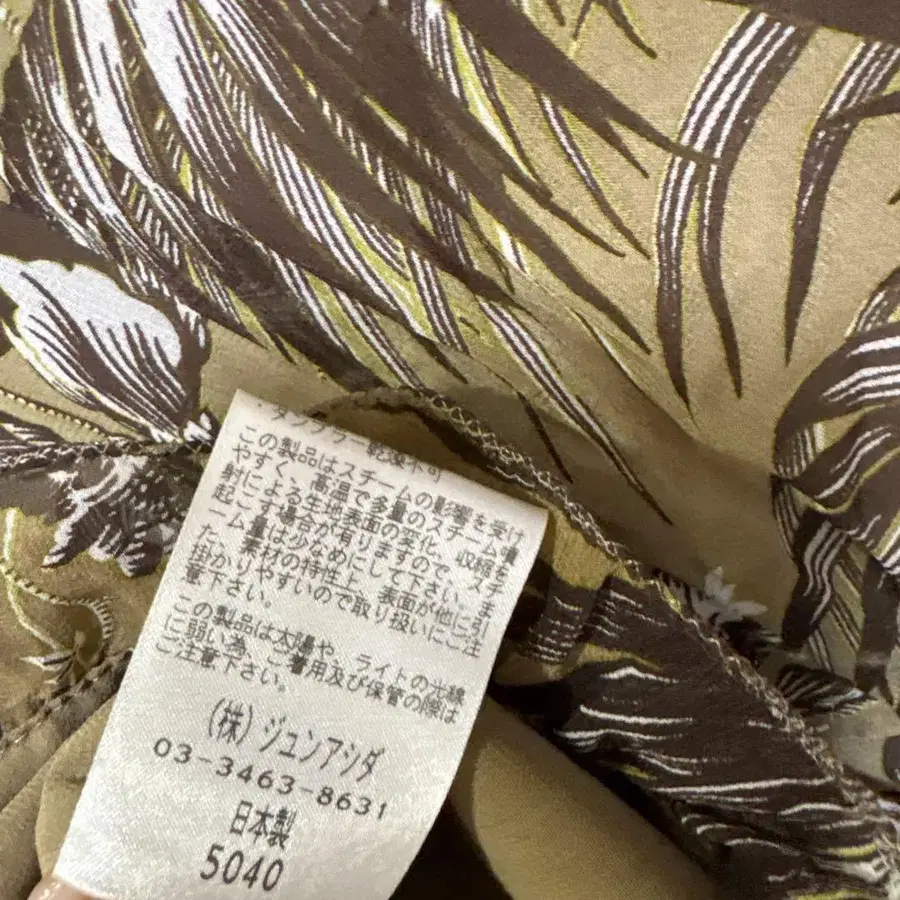 ・タンブラー乾燥不可
この製品はスチームの影響を受け
やすく、高温で多量のスチーム噴
射による生地表面の変化、収縮を
起こす場合が有りますので、スチ
ーム量は少なめにして下さい。
また、素材の特性上、表面が他に引
掛かりやすいので取り扱いにご注
意下さい。
この製品は太陽や、ライトの光線
に弱い為、ご着用及び保管の際は
ご注意下さい。
(株)ジュンアシダ
03-3463-8631
日本製
5040